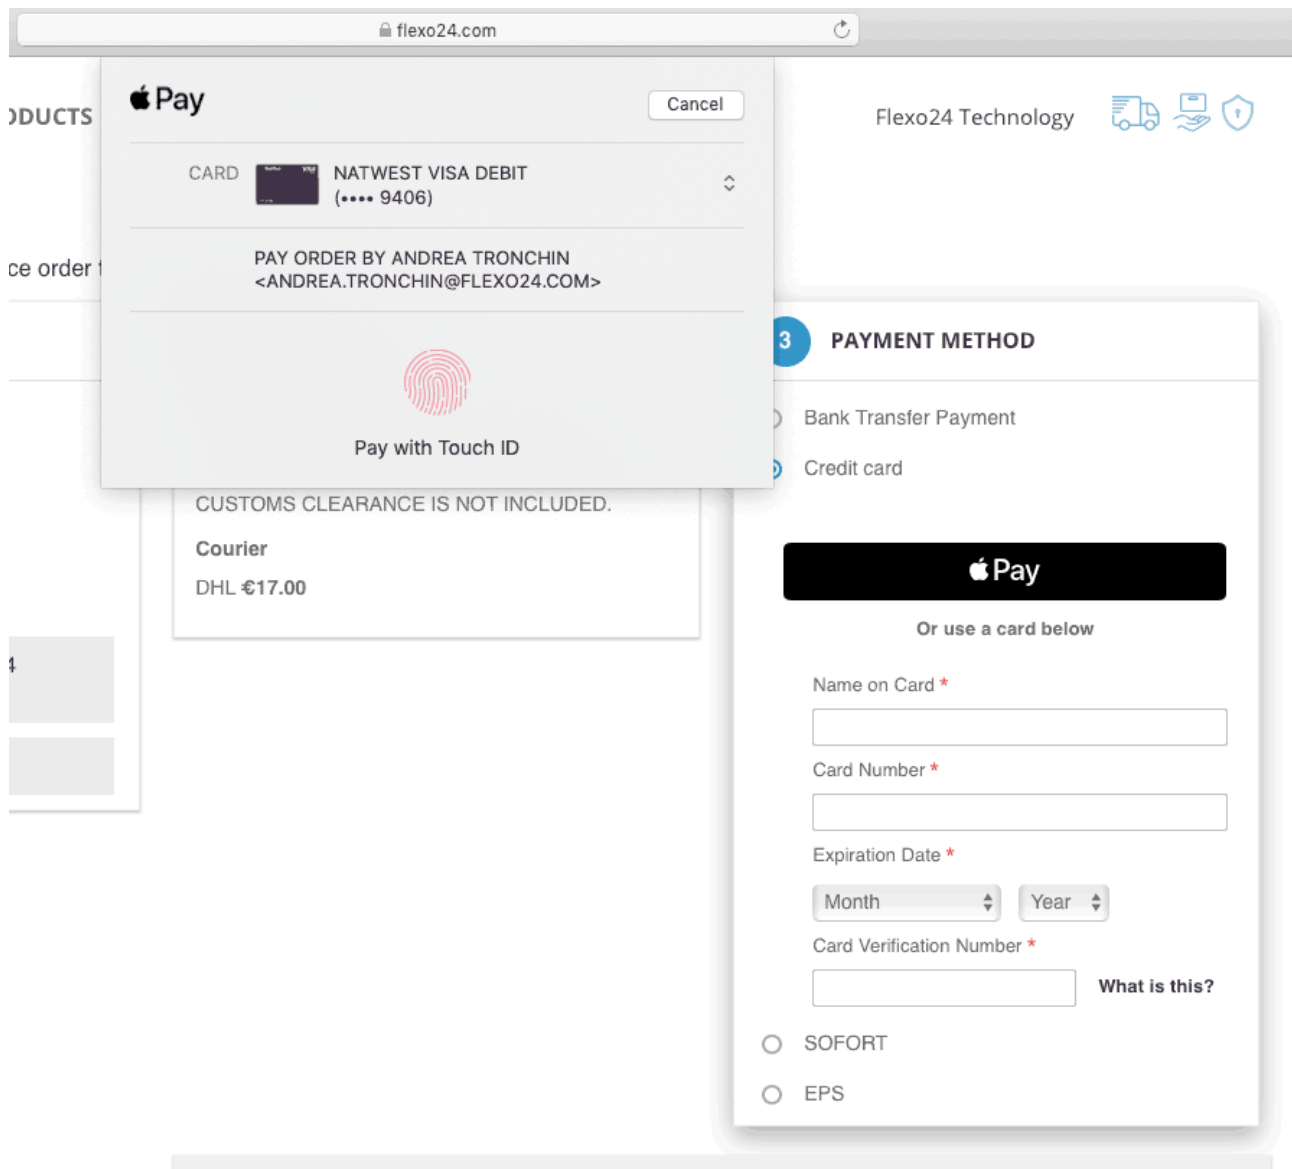 flexo24.com
Pay
Cancel
ODUCTS
Flexo24 Technology
CARD
NATWEST VISA DEBIT
(•••• 9406)
PAY ORDER BY ANDREA TRONCHIN
<ANDREA.TRONCHIN@FLEXO24.COM>
ce order
Pay with Touch ID
3
PAYMENT METHOD
Bank Transfer Payment
Credit card
CUSTOMS CLEARANCE IS NOT INCLUDED.
Courier
DHL €17.00
4
Pay
Or use a card below
Name on Card *
Card Number *
Expiration Date *
Month
Year
Card Verification Number *
What is this?
SOFORT
EPS